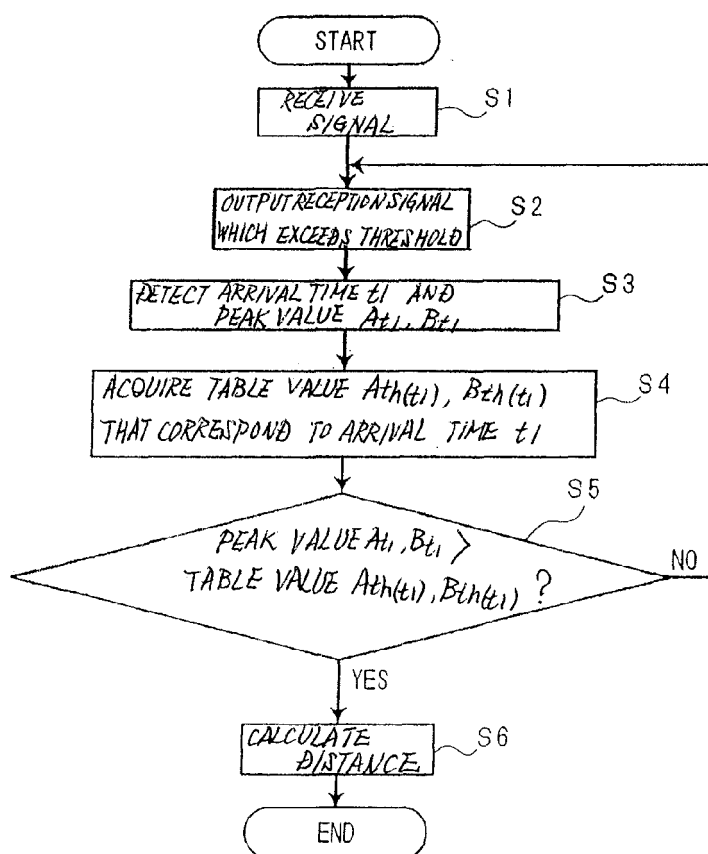 START
RECEIVE
SIGNAL
S1
OUTPUT RECEPTION SIGNAL
WHICH EXCEEDS THRESHOLD
S2
DETECT ARRIVAL TIME t1 AND
PEAK VALUE At1, Bt1
S3
ACQUIRE TABLE VALUE Ath(t1), Bth(t1)
THAT CORRESPOND TO ARRIVAL TIME t1
S4
S5
PEAK VALUE At1, Bt1 >
TABLE VALUE Ath(t1), Bth(t1) ?
NO
YES
CALCULATE
DISTANCE
S6
END